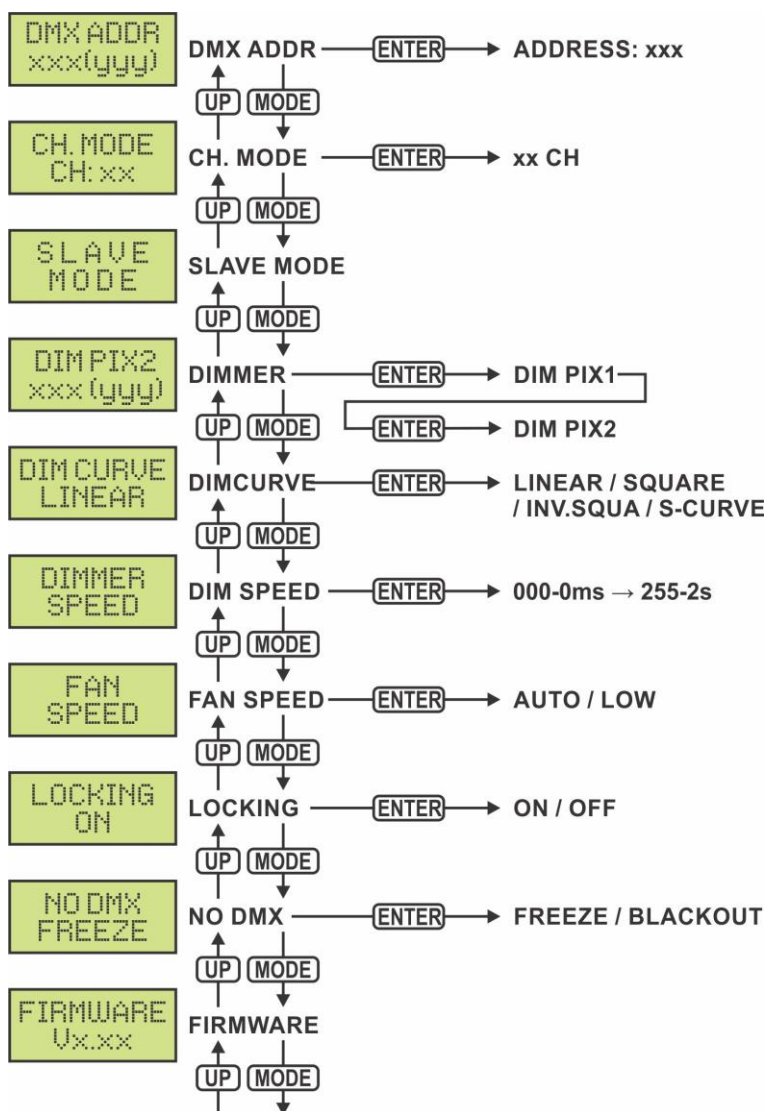 DMX ADDR
xxx(yyy)
DMX ADDR ENTER ADDRESS: xxx
UP MODE
CH. MODE
CH: xx
CH. MODE ENTER xx CH
UP MODE
SLAVE
MODE
SLAVE MODE
UP MODE
DIM PIX2
xxx(yyy)
DIMMER ENTER DIM PIX1
UP MODE ENTER DIM PIX2
DIM CURVE
LINEAR
DIMCURVE ENTER LINEAR / SQUARE
/ INV.SQUA / S-CURVE
UP MODE
DIMMER
SPEED
DIM SPEED ENTER 000-0ms → 255-2s
UP MODE
FAN
SPEED
FAN SPEED ENTER AUTO / LOW
UP MODE
LOCKING
ON
LOCKING ENTER ON / OFF
UP MODE
NO DMX
FREEZE
NO DMX ENTER FREEZE / BLACKOUT
UP MODE
FIRMWARE
Vx.xx
FIRMWARE
UP MODE